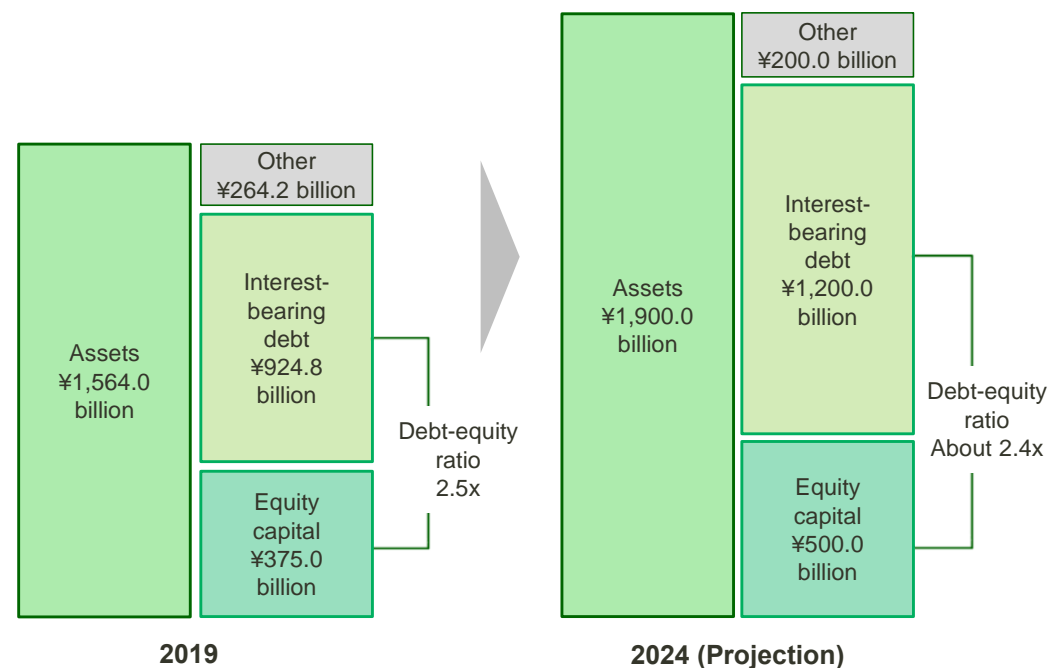 Assets
¥1,564.0
billion
Other
¥264.2 billion
Interest-
bearing
debt
¥924.8
billion
Equity
capital
¥375.0
billion
Debt-equity
ratio
2.5x
2019
Assets
¥1,900.0
billion
Other
¥200.0 billion
Interest-
bearing
debt
¥1,200.0
billion
Equity
capital
¥500.0
billion
Debt-equity
ratio
About 2.4x
2024 (Projection)